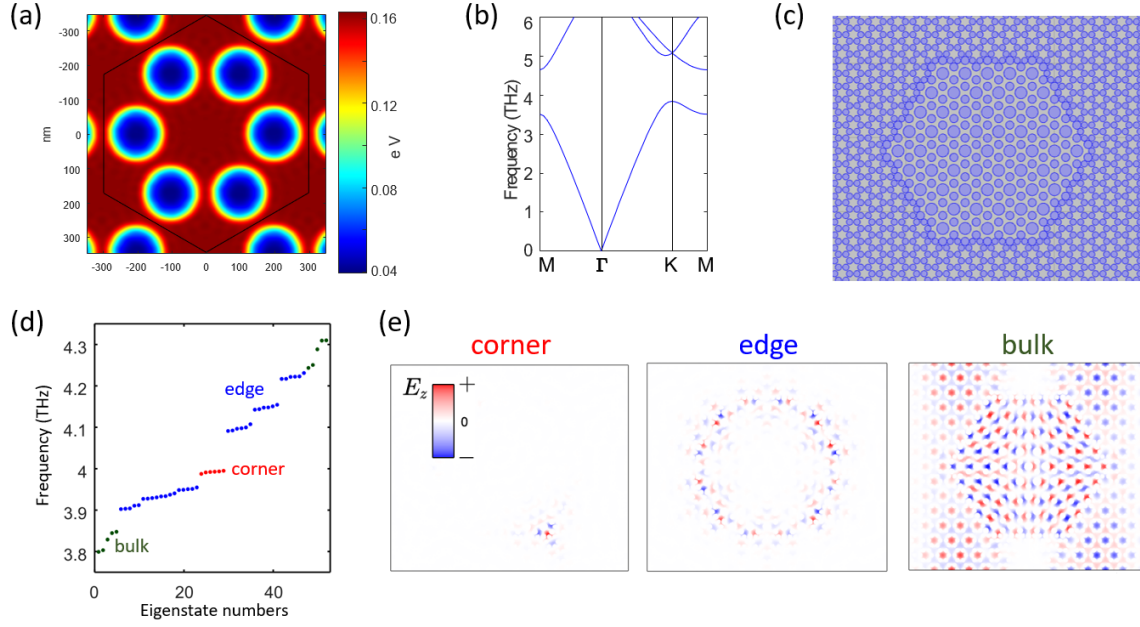 (a)
-300
-200
-100
0
100
200
300
nm
-300 -200 -100 0 100 200 300
0.16
0.12
0.08
0.04
e V
(b)
6
5
4
3
2
1
0
Frequency (THz)
M Γ K M
(c)
(d)
4.3
4.2
4.1
4
3.9
3.8
Frequency (THz)
edge
corner
bulk
0 20 40
Eigenstate numbers
(e)
corner edge bulk
E_z
+
0
—